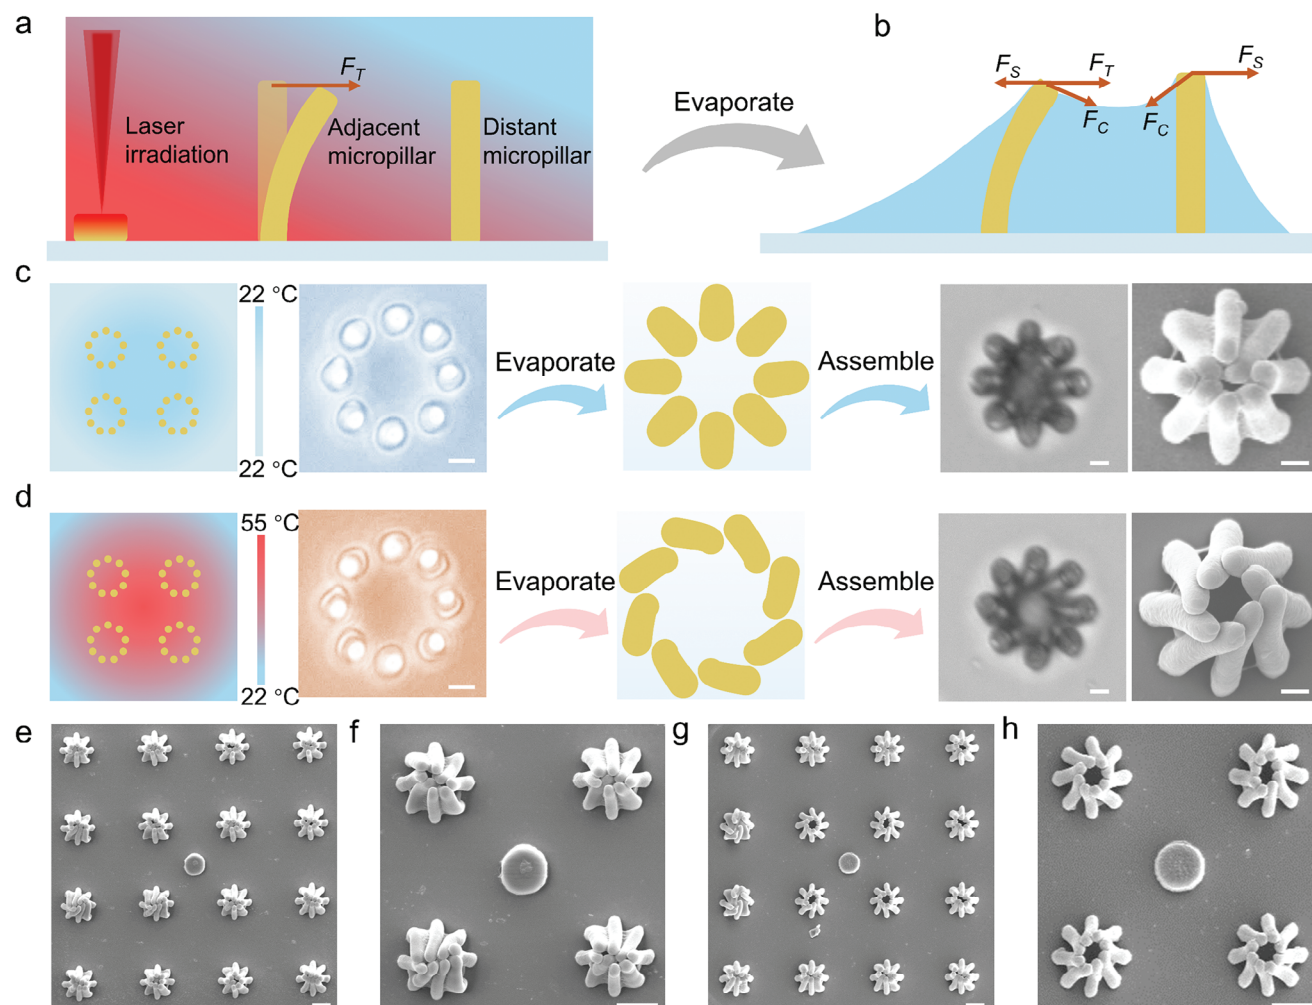 a
b
F_T
F_S
F_T
F_S
Evaporate
Laser
irradiation
Adjacent
micropillar
Distant
micropillar
F_C
F_C
c
22 °C
Evaporate
Assemble
22 °C
d
55 °C
Evaporate
Assemble
22 °C
e
f
g
h